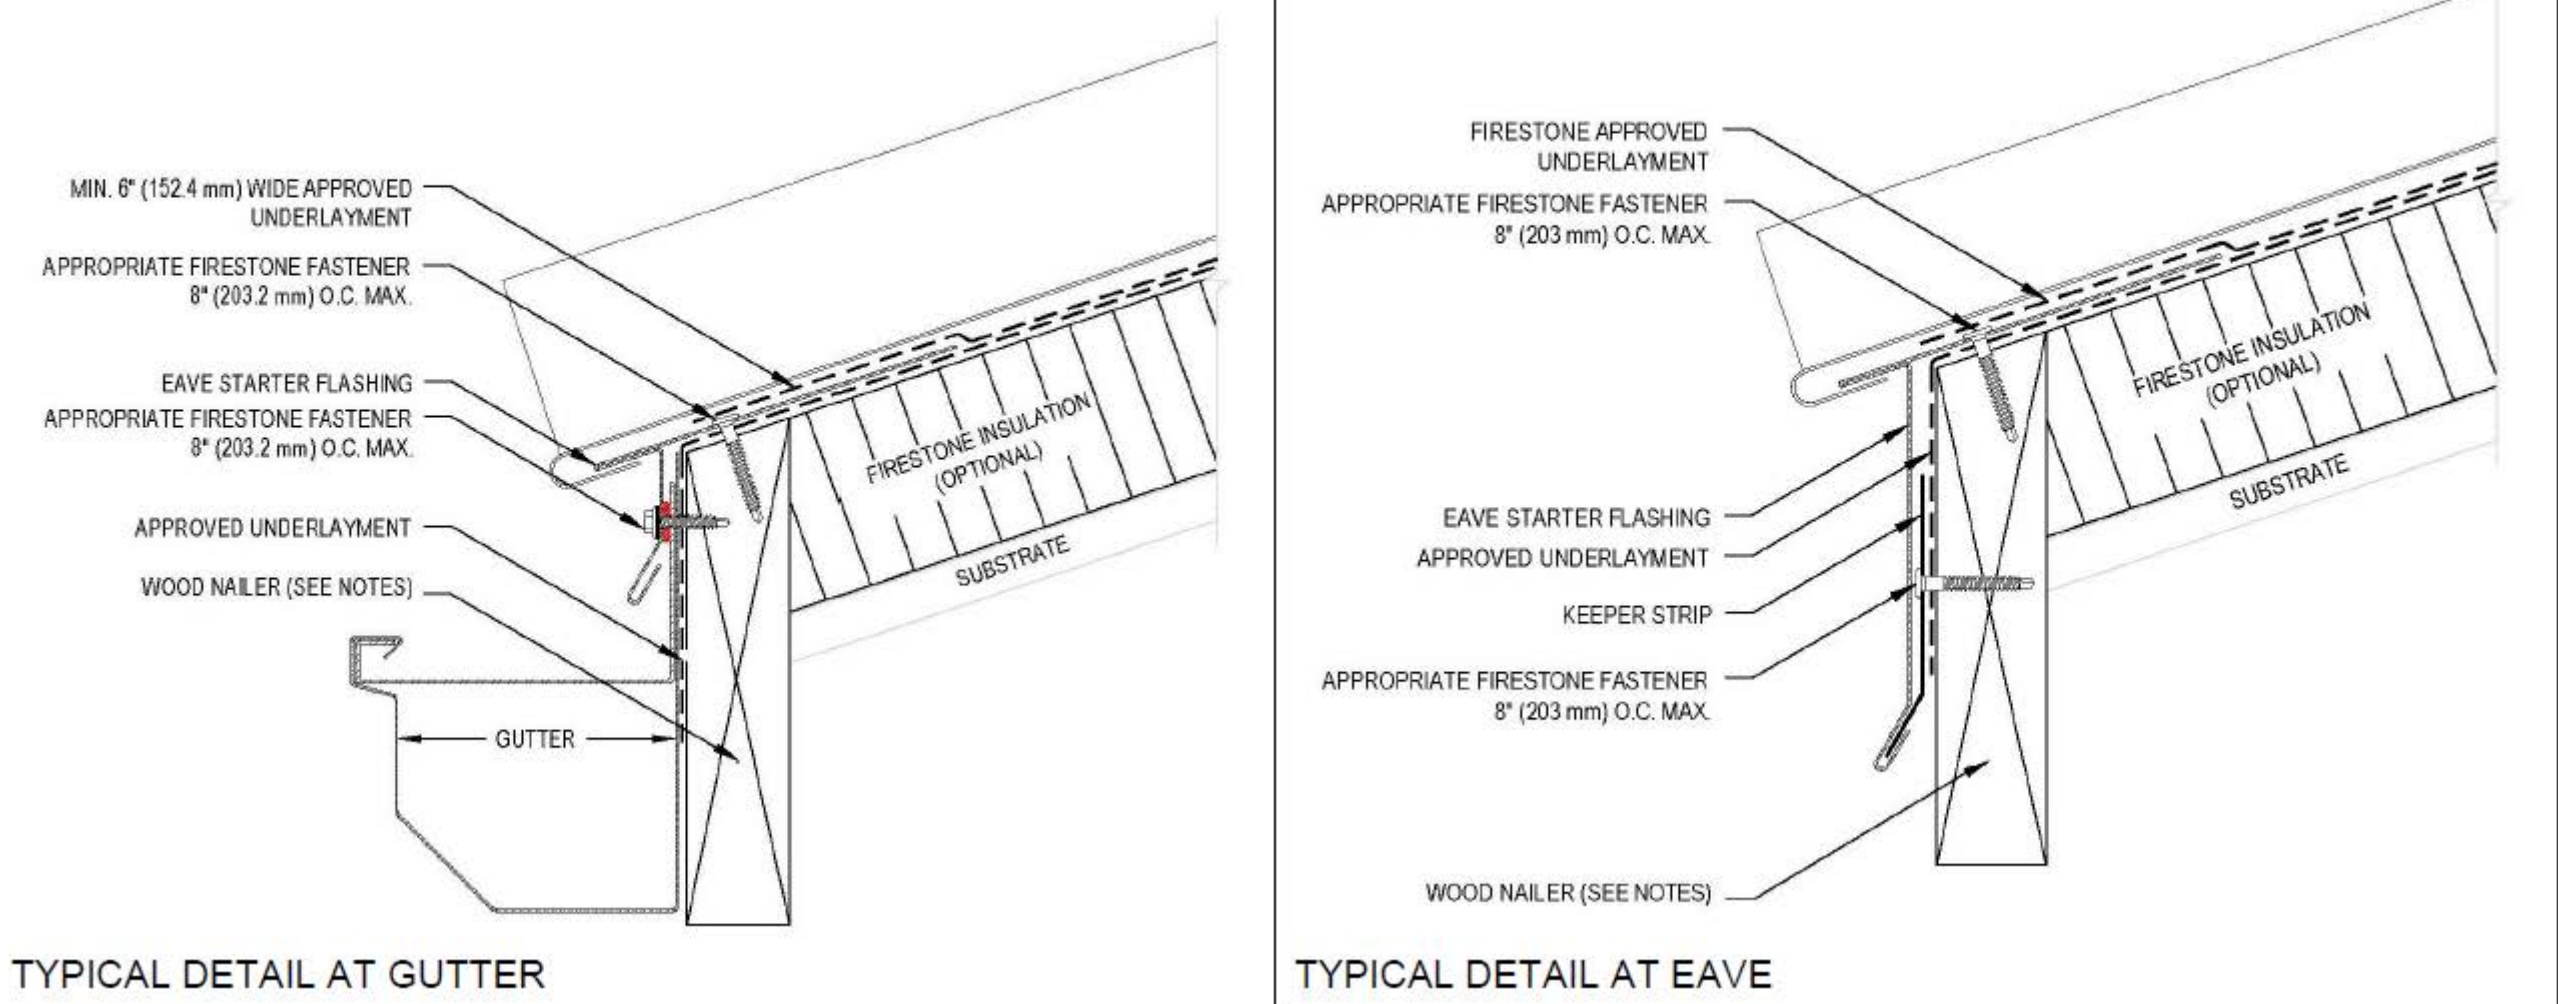 MIN. 6" (152.4 mm) WIDE APPROVED
UNDERLAYMENT
APPROPRIATE FIRESTONE FASTENER
8" (203.2 mm) O.C. MAX.
EAVE STARTER FLASHING
APPROPRIATE FIRESTONE FASTENER
8" (203.2 mm) O.C. MAX.
APPROVED UNDERLAYMENT
WOOD NAILER (SEE NOTES)
GUTTER
FIRESTONE INSULATION
(OPTIONAL)
SUBSTRATE
TYPICAL DETAIL AT GUTTER
FIRESTONE APPROVED
UNDERLAYMENT
APPROPRIATE FIRESTONE FASTENER
8" (203 mm) O.C. MAX.
EAVE STARTER FLASHING
APPROVED UNDERLAYMENT
KEEPER STRIP
APPROPRIATE FIRESTONE FASTENER
8" (203 mm) O.C. MAX.
WOOD NAILER (SEE NOTES)
FIRESTONE INSULATION
(OPTIONAL)
SUBSTRATE
TYPICAL DETAIL AT EAVE